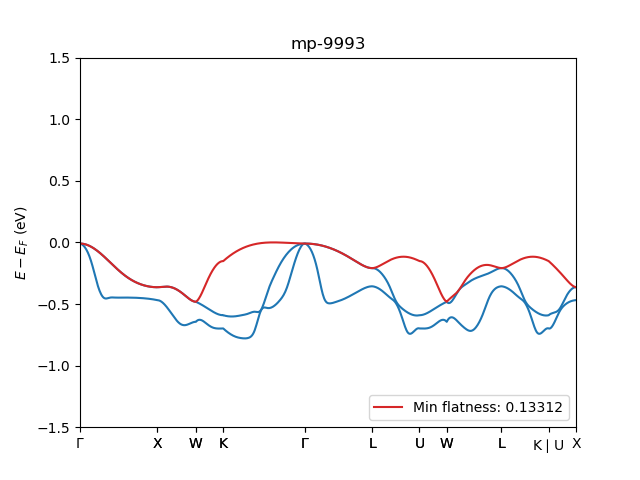 mp-9993
E − E_F (eV)
1.5
1.0
0.5
0.0
−0.5
−1.0
−1.5
Min flatness: 0.13312
Γ X W K Γ L U W L K | U X